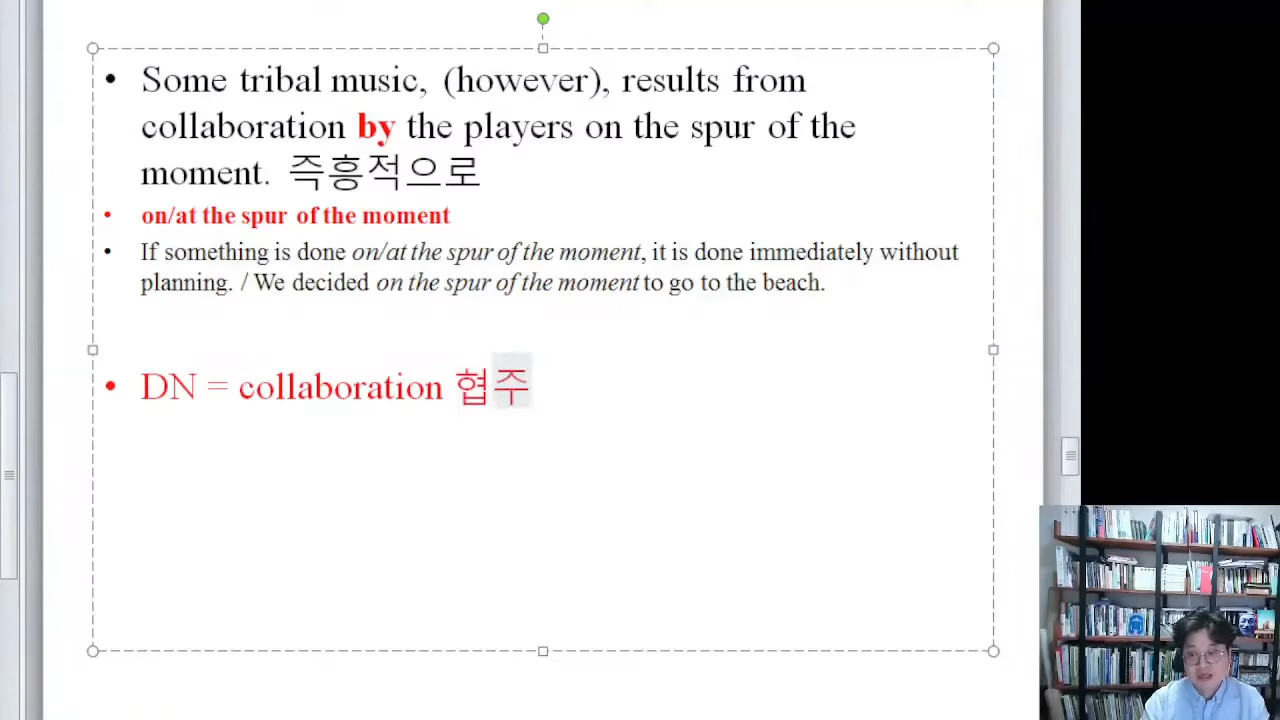 • Some tribal music, (however), results from
collaboration by the players on the spur of the
moment. 즉흥적으로
• on/at the spur of the moment
• If something is done on/at the spur of the moment, it is done immediately without
planning. / We decided on the spur of the moment to go to the beach.
• DN = collaboration 협주